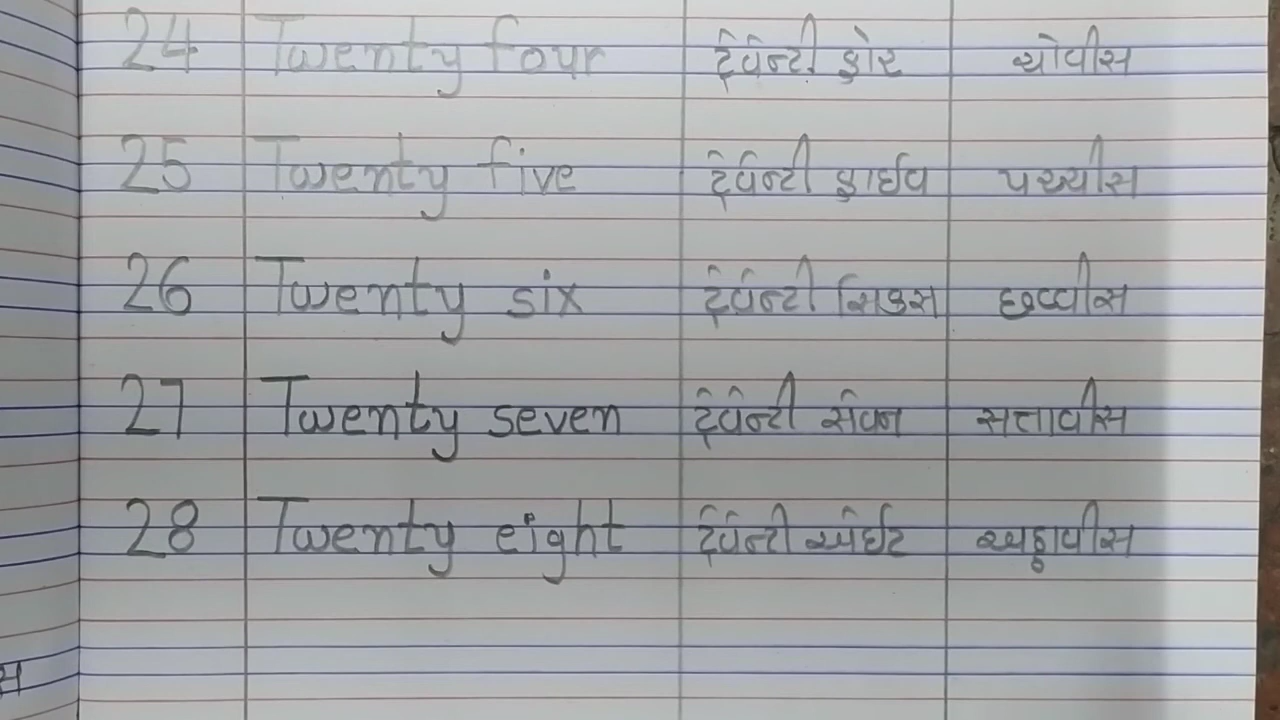 24 Twenty four ટેવેન્ટી ફોર ચોવીસ
25 Twenty five ટેવેન્ટી ફાઈવ પચ્ચીસ
26 Twenty six ટેવેન્ટી સિક્સ છવ્વીસ
27 Twenty seven ટેવેન્ટી સેવન સત્તાવીસ
28 Twenty eight ટેવેન્ટી એઈટ અઠ્ઠાવીસ